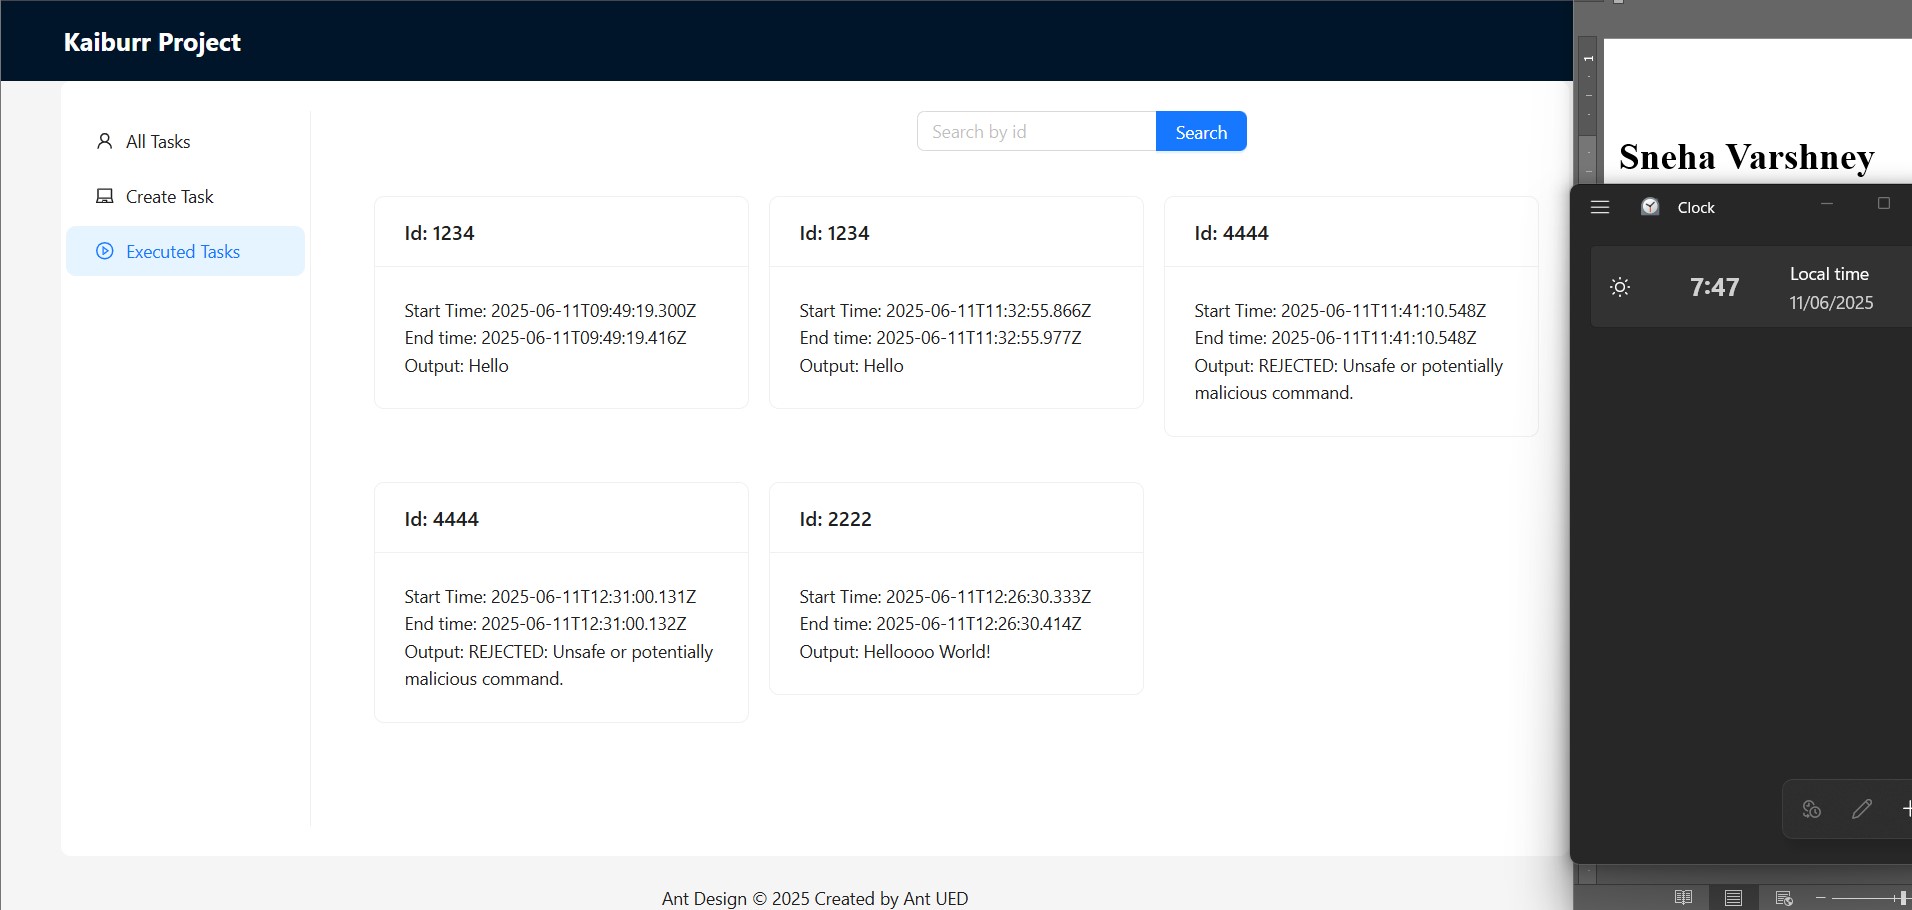 Kaiburr Project
All Tasks
Create Task
Executed Tasks
Search by id
Search
Id: 1234
Start Time: 2025-06-11T09:49:19.300Z
End time: 2025-06-11T09:49:19.416Z
Output: Hello
Id: 1234
Start Time: 2025-06-11T11:32:55.866Z
End time: 2025-06-11T11:32:55.977Z
Output: Hello
Id: 4444
Start Time: 2025-06-11T11:41:10.548Z
End time: 2025-06-11T11:41:10.548Z
Output: REJECTED: Unsafe or potentially
malicious command.
Id: 4444
Start Time: 2025-06-11T12:31:00.131Z
End time: 2025-06-11T12:31:00.132Z
Output: REJECTED: Unsafe or potentially
malicious command.
Id: 2222
Start Time: 2025-06-11T12:26:30.333Z
End time: 2025-06-11T12:26:30.414Z
Output: Helloooo World!
Ant Design © 2025 Created by Ant UED
1
Sneha Varshney
Clock
7:47
Local time
11/06/2025